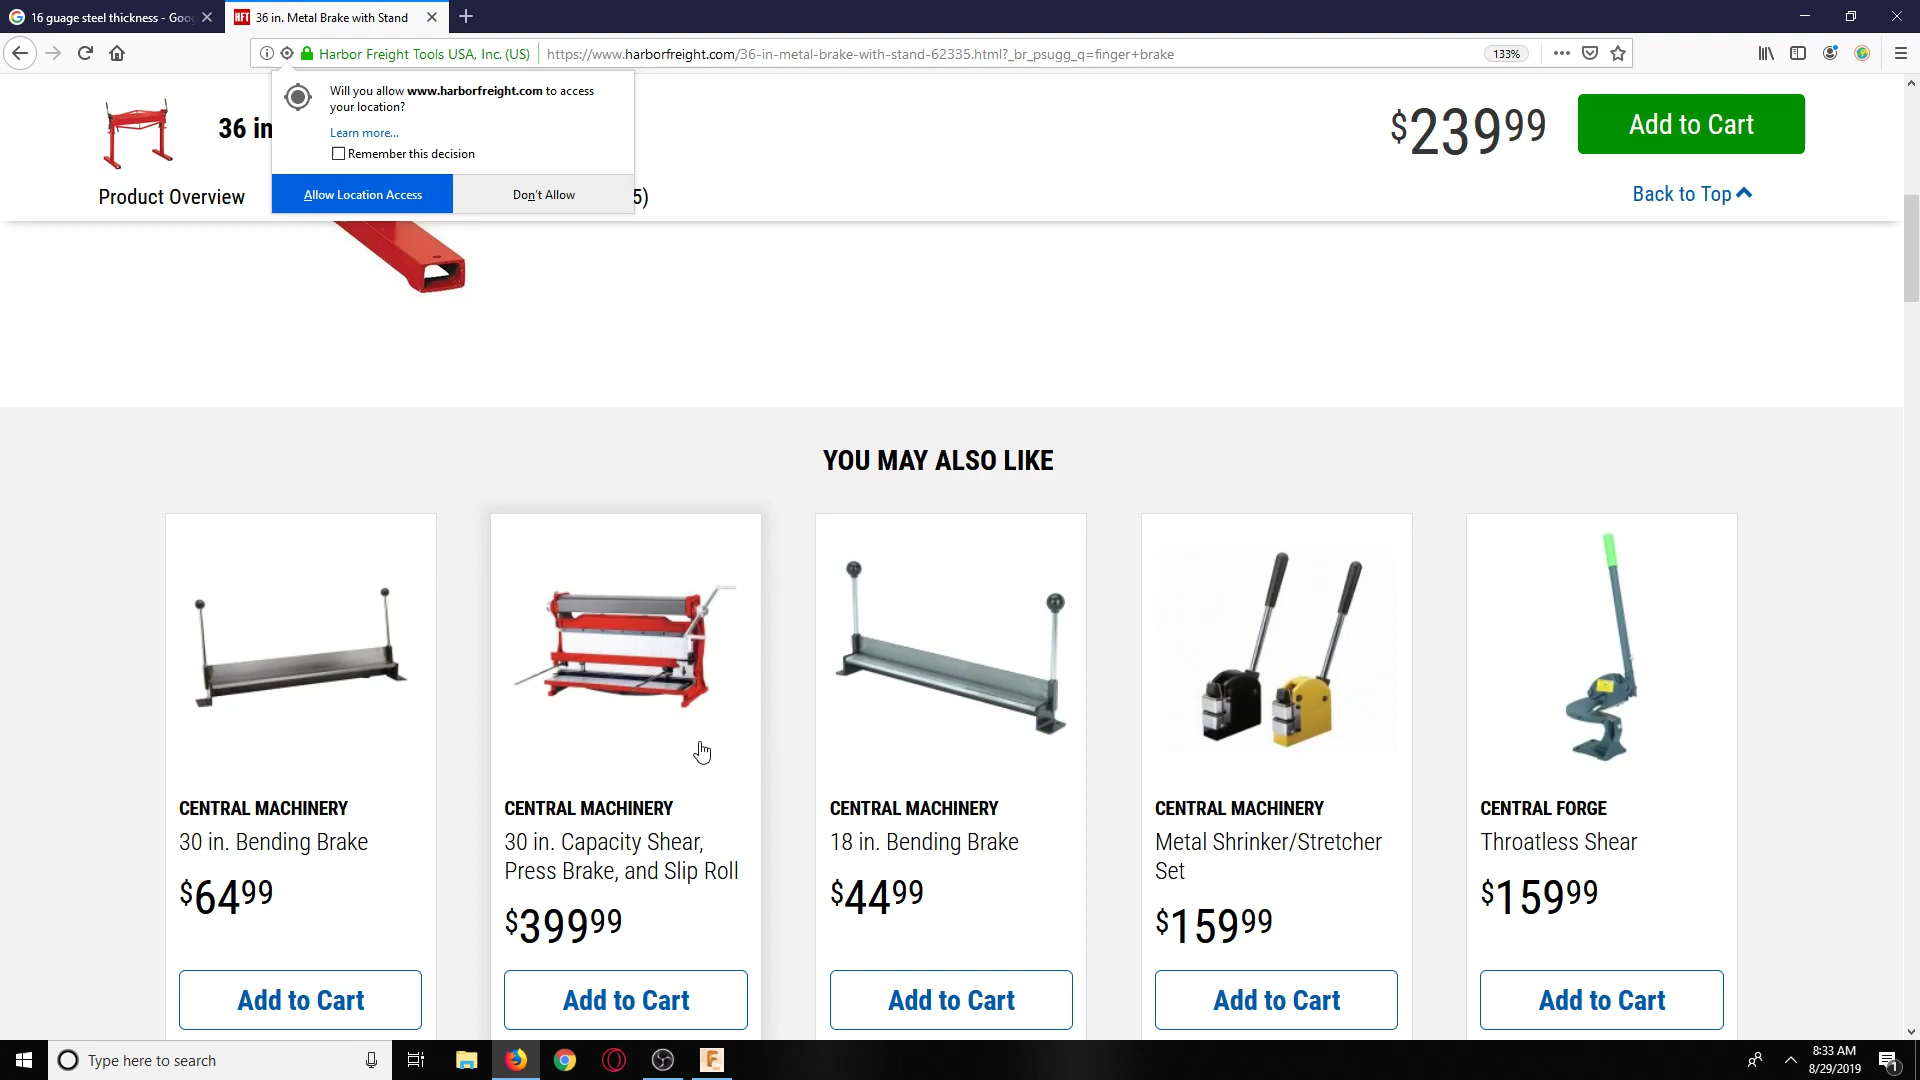 16 guage steel thickness - Goo
36 in. Metal Brake with Stand
Harbor Freight Tools USA, Inc. (US)
https://www.harborfreight.com/36-in-metal-brake-with-stand-62335.html?_br_psugg_q=finger+brake
133%
Will you allow www.harborfreight.com to access
your location?
Learn more...
Remember this decision
Allow Location Access
Don't Allow
36 in
$239 99
Add to Cart
Product Overview
5)
Back to Top
YOU MAY ALSO LIKE
CENTRAL MACHINERY
30 in. Bending Brake
$64 99
Add to Cart
CENTRAL MACHINERY
30 in. Capacity Shear,
Press Brake, and Slip Roll
$399 99
Add to Cart
CENTRAL MACHINERY
18 in. Bending Brake
$44 99
Add to Cart
CENTRAL MACHINERY
Metal Shrinker/Stretcher
Set
$159 99
Add to Cart
CENTRAL FORGE
Throatless Shear
$159 99
Add to Cart
Type here to search
8:33 AM
8/29/2019
1